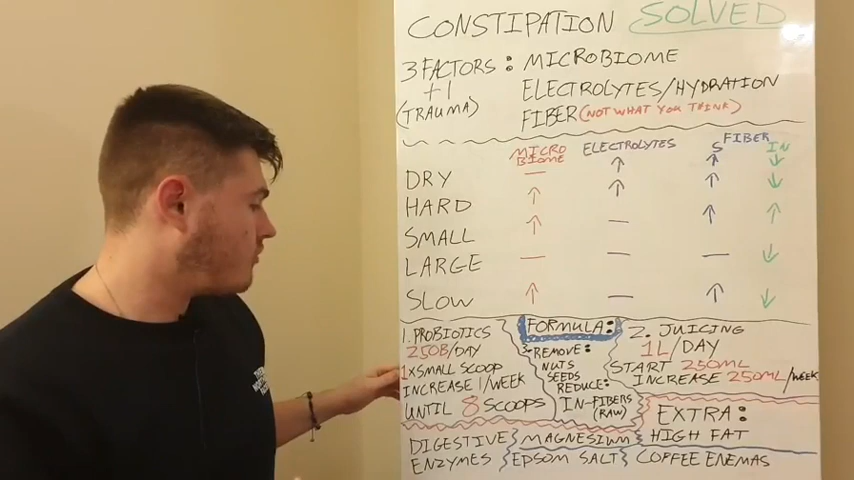 CONSTIPATION SOLVED
3 FACTORS: MICROBIOME
+1 ELECTROLYTES/HYDRATION
(TRAUMA) FIBER (NOT WHAT YOU THINK)
MICRO BIOME ELECTROLYTES S FIBER IN
↑ ↑ ↓
DRY — ↑ ↑ ↓
HARD ↑
SMALL ↑ — ↑ ↑
LARGE — — — ↓
SLOW ↑ — ↑ ↓
FORMULA:
1. PROBIOTICS
250B/DAY
1X SMALL SCOOP
INCREASE 1/WEEK
UNTIL 8 SCOOPS
3. REMOVE:
NUTS
SEEDS
REDUCE:
IN-FIBERS
(RAW)
2. JUICING
1L/DAY
START 250ML
INCREASE 250ML/WEEK
EXTRA:
HIGH FAT
DIGESTIVE
ENZYMES
MAGNESIUM
EPSOM SALT
COFFEE ENEMAS